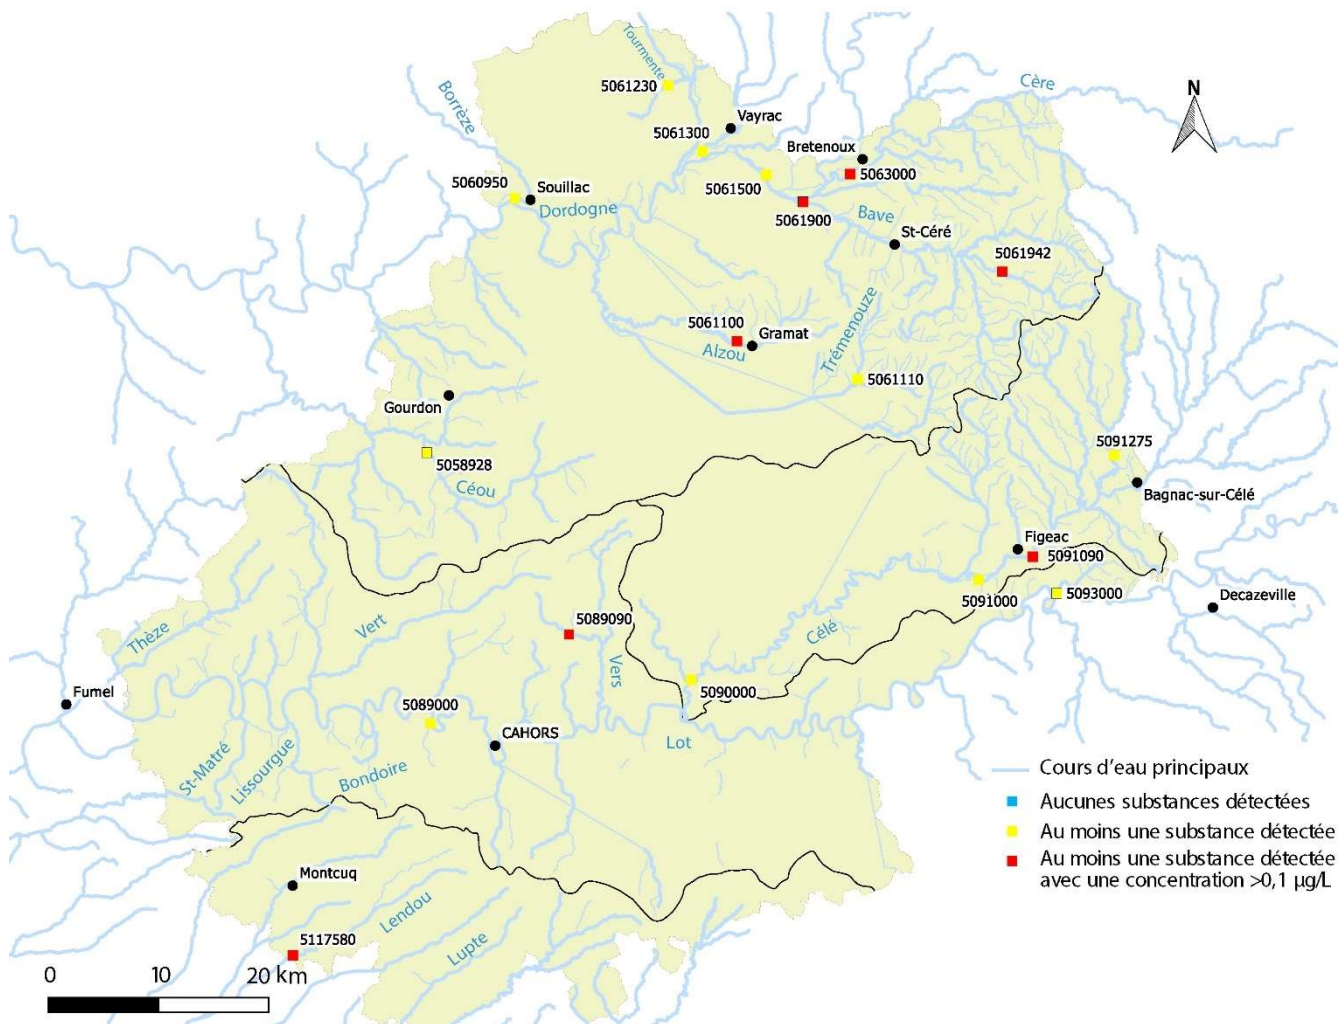 Tourmente
Cère
N
5061230
Borrèze
Vayrac
5061300
Bretenoux
5063000
5060950
Souillac
5061500
Dordogne
5061900
Bave
St-Céré
5061942
5061100
Gramat
Alzou
Trémenouze
5061110
Gourdon
5058928
Céou
5091275
Bagnac-sur-Célé
Figeac
5091090
5091000
5093000
Decazeville
Célé
Thèze
Vert
5089090
Vers
5090000
Fumel
5089000
CAHORS
Lot
St-Matré
Lissourgue
Bondoire
Cours d'eau principaux
Aucunes substances détectées
Au moins une substance détectée
Au moins une substance détectée
avec une concentration >0,1 µg/L
Montcuq
Lendou
Lupte
5117580
0 10 20 km